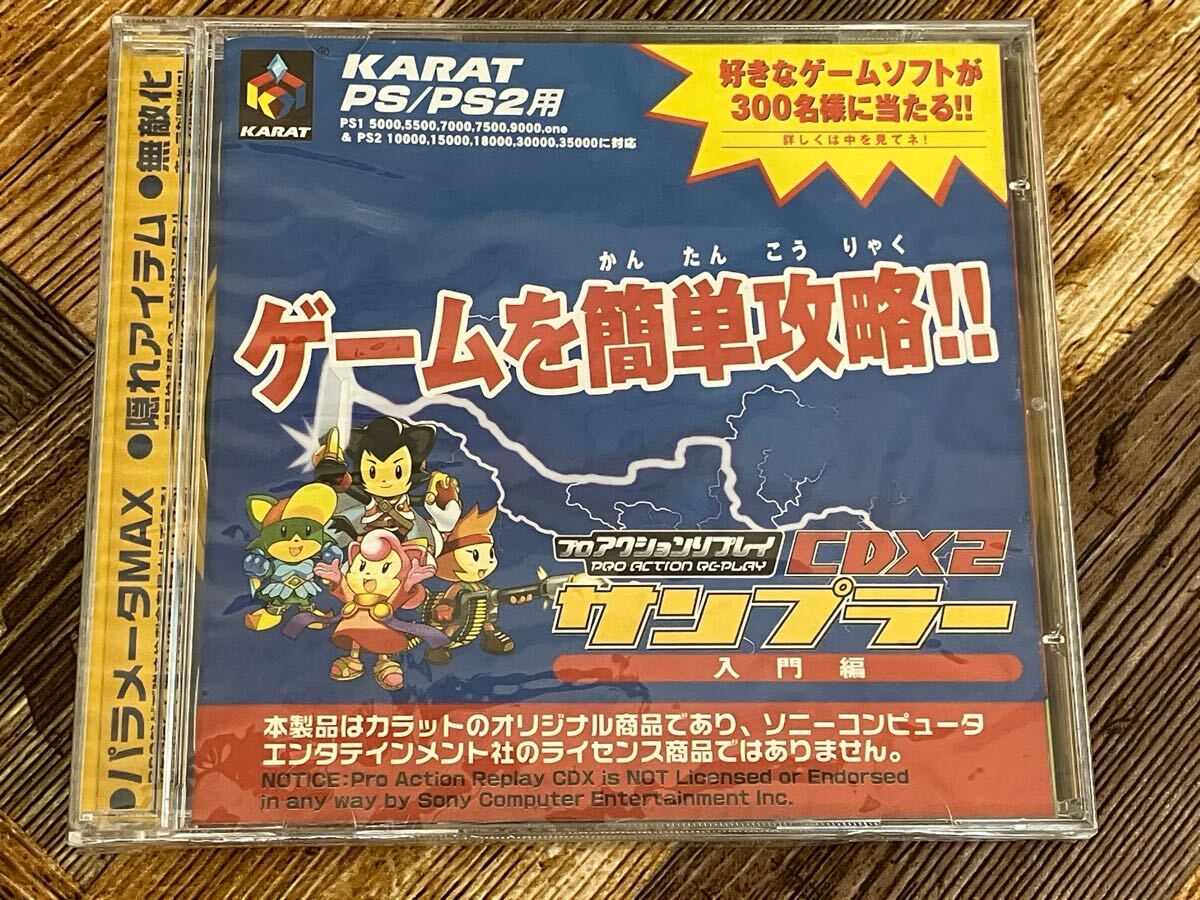 KARAT
KARAT
PS/PS2用
PS1 5000,5500,7000,7500,9000,one
& PS2 10000,15000,18000,30000,35000に対応
好きなゲームソフトが
300名様に当たる!!
詳しくは中を見てネ!
かんたんこうりゃく
ゲームを簡単攻略!!
プロアクションリプレイ
PRO ACTION REPLAY
CDX2
サンプラー
入門編
本製品はカラットのオリジナル商品であり、ソニーコンピュータ
エンタテインメント社のライセンス商品ではありません。
NOTICE:Pro Action Replay CDX is NOT Licensed or Endorsed
in any way by Sony Computer Entertainment Inc.
●パラメータMAX ●隠れアイテム ●無敵化